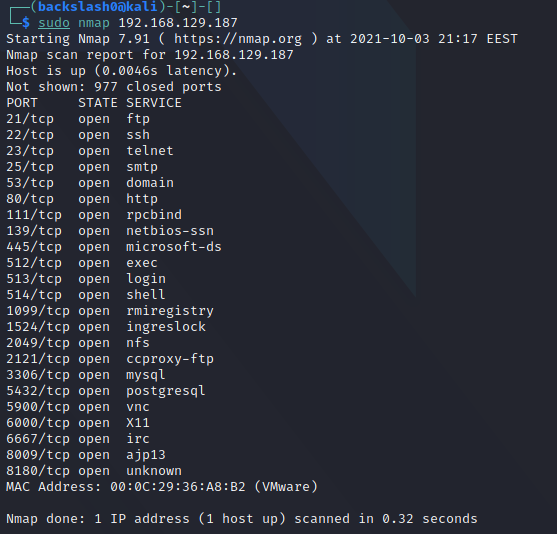 ┌──(backslash0㉿kali)-[~]-[]
└─$ sudo nmap 192.168.129.187
Starting Nmap 7.91 ( https://nmap.org ) at 2021-10-03 21:17 EEST
Nmap scan report for 192.168.129.187
Host is up (0.0046s latency).
Not shown: 977 closed ports
PORT     STATE SERVICE
21/tcp   open  ftp
22/tcp   open  ssh
23/tcp   open  telnet
25/tcp   open  smtp
53/tcp   open  domain
80/tcp   open  http
111/tcp  open  rpcbind
139/tcp  open  netbios-ssn
445/tcp  open  microsoft-ds
512/tcp  open  exec
513/tcp  open  login
514/tcp  open  shell
1099/tcp open  rmiregistry
1524/tcp open  ingreslock
2049/tcp open  nfs
2121/tcp open  ccproxy-ftp
3306/tcp open  mysql
5432/tcp open  postgresql
5900/tcp open  vnc
6000/tcp open  X11
6667/tcp open  irc
8009/tcp open  ajp13
8180/tcp open  unknown
MAC Address: 00:0C:29:36:A8:B2 (VMware)
Nmap done: 1 IP address (1 host up) scanned in 0.32 seconds